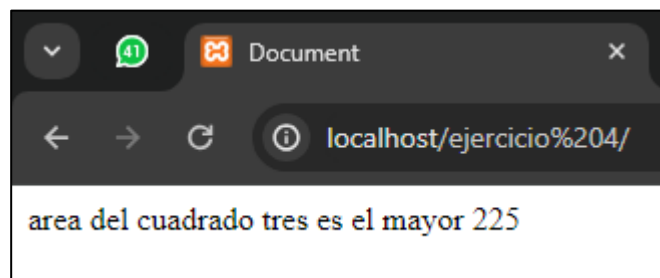 41
Document
localhost/ejercicio%204/
area del cuadrado tres es el mayor 225